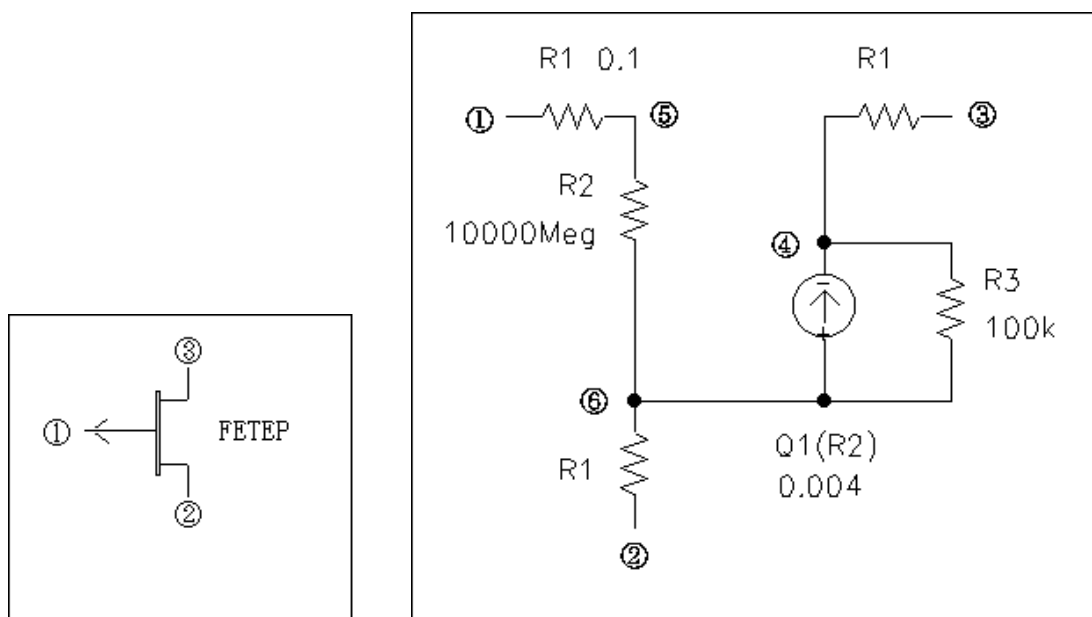 R1 0.1
R1
①
⑤
③
R2
10000Meg
④
R3
100k
⑥
R1
Q1(R2)
0.004
②
③
①
FETEP
②
-
+